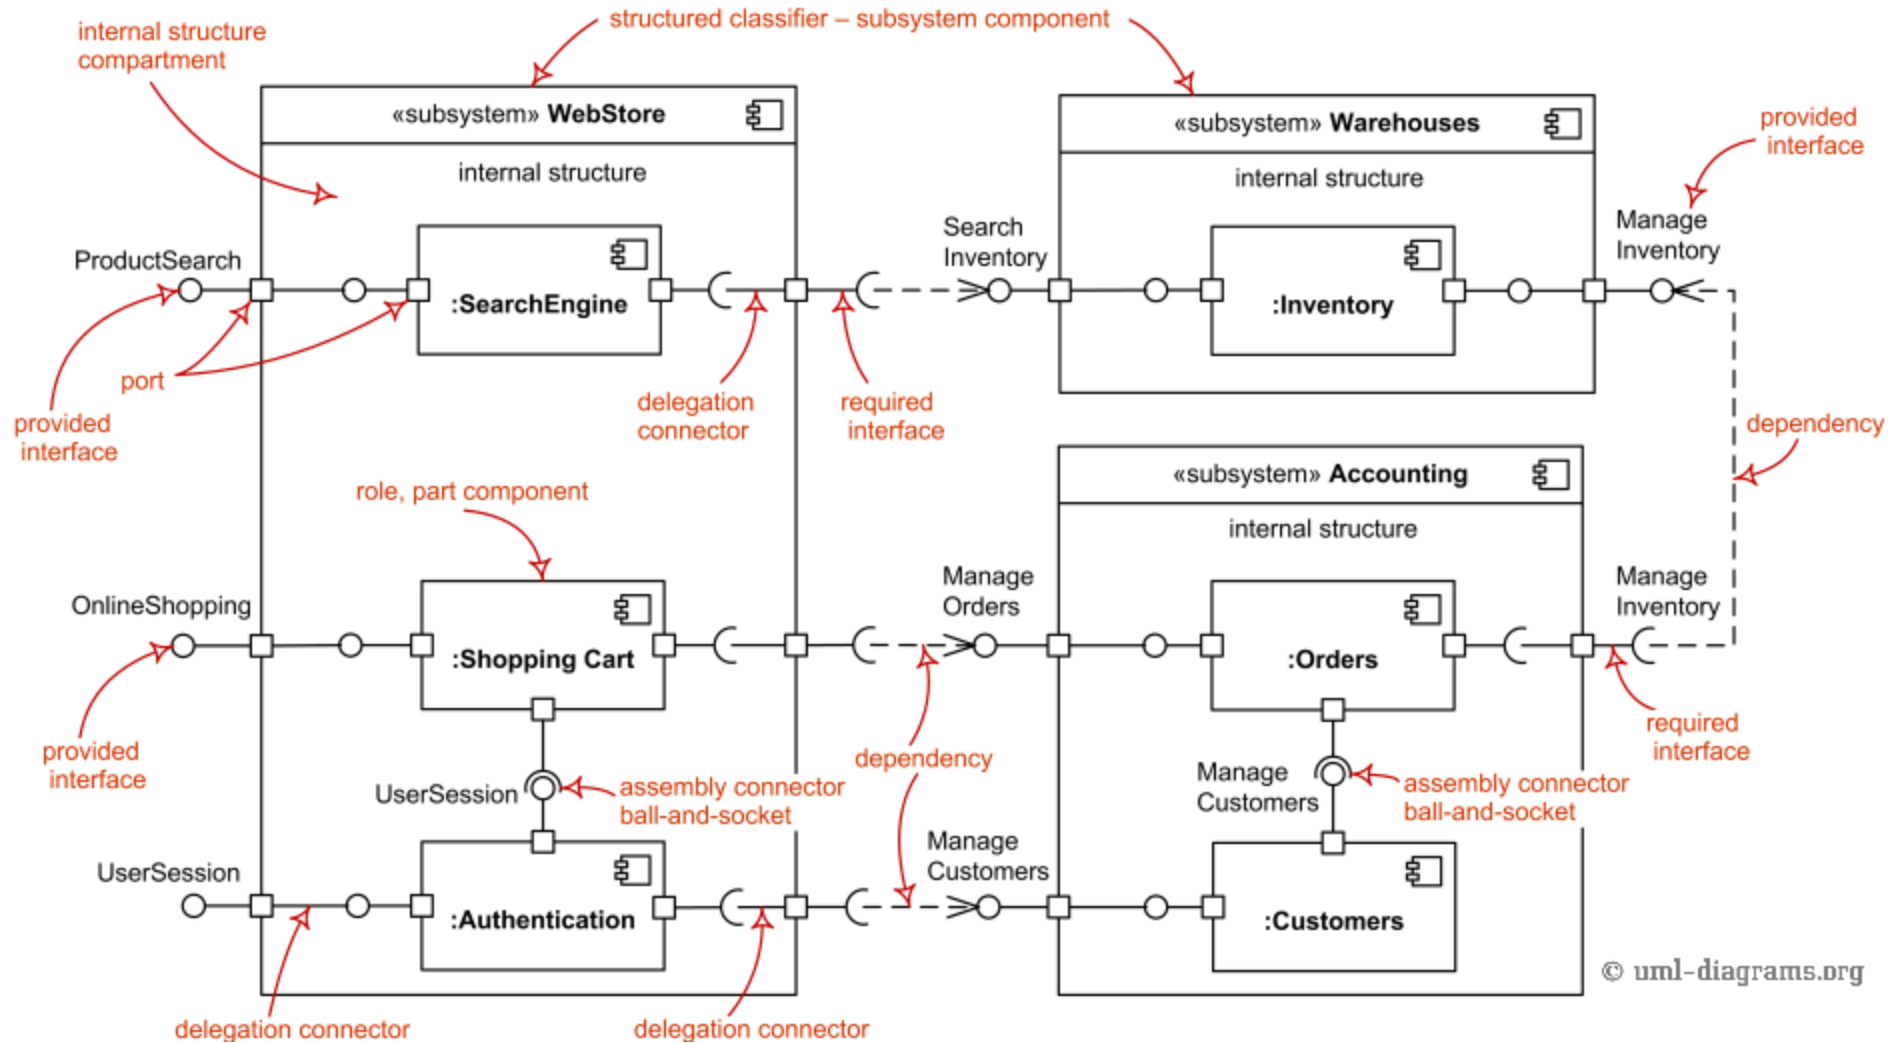 structured classifier – subsystem component
internal structure
compartment
«subsystem» WebStore
internal structure
«subsystem» Warehouses
internal structure
provided
interface
Manage
Inventory
Search
Inventory
ProductSearch
:SearchEngine
:Inventory
port
provided
interface
delegation
connector
required
interface
dependency
role, part component
«subsystem» Accounting
internal structure
OnlineShopping
:Shopping Cart
Manage
Orders
:Orders
Manage
Inventory
provided
interface
dependency
required
interface
UserSession
assembly connector
ball-and-socket
Manage
Customers
assembly connector
ball-and-socket
UserSession
:Authentication
Manage
Customers
:Customers
© uml-diagrams.org
delegation connector
delegation connector